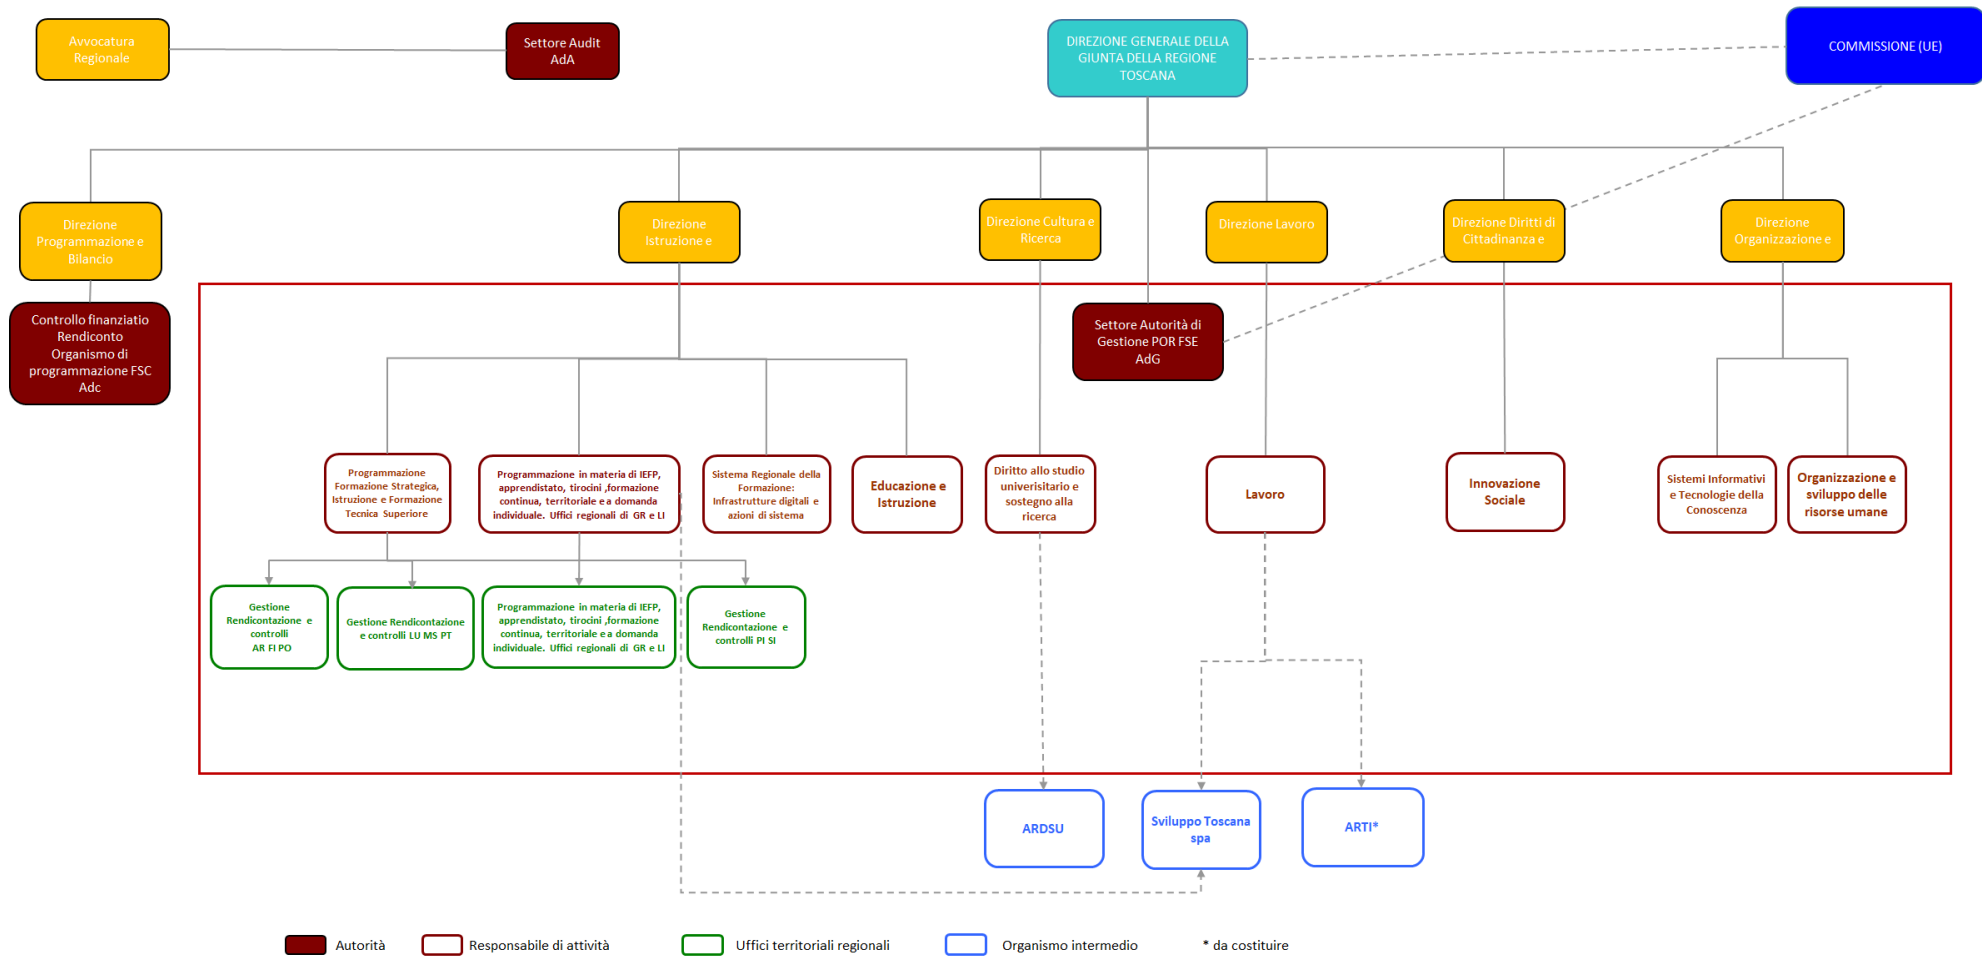 Avvocatura
Regionale
Settore Audit
AdA
DIREZIONE GENERALE DELLA
GIUNTA DELLA REGIONE
TOSCANA
COMMISSIONE (UE)
Direzione
Programmazione e
Bilancio
Direzione
Istruzione e
Direzione Cultura e
Ricerca
Direzione Lavoro
Direzione Diritti di
Cittadinanza e
Direzione
Organizzazione e
Controllo finanziatio
Rendiconto
Organismo di
programmazione FSC
Adc
Settore Autorità di
Gestione POR FSE
AdG
Programmazione
Formazione Strategica,
Istruzione e Formazione
Tecnica Superiore
Programmazione in materia di IEFP,
apprendistato, tirocini ,formazione
continua, territoriale e a domanda
individuale. Uffici regionali di GR e LI
Sistema Regionale della
Formazione:
Infrastrutture digitali e
azioni di sistema
Educazione e
Istruzione
Diritto allo studio
univerisitario e
sostegno alla
ricerca
Lavoro
Innovazione
Sociale
Sistemi Informativi
e Tecnologie della
Conoscenza
Organizzazione e
sviluppo delle
risorse umane
Gestione
Rendicontazione e
controlli
AR FI PO
Gestione Rendicontazione
e controlli LU MS PT
Programmazione in materia di IEFP,
apprendistato, tirocini ,formazione
continua, territoriale e a domanda
individuale. Uffici regionali di GR e LI
Gestione
Rendicontazione e
controlli PI SI
ARDSU
Sviluppo Toscana
spa
ARTI*
Autorità
Responsabile di attività
Uffici territoriali regionali
Organismo intermedio
* da costituire